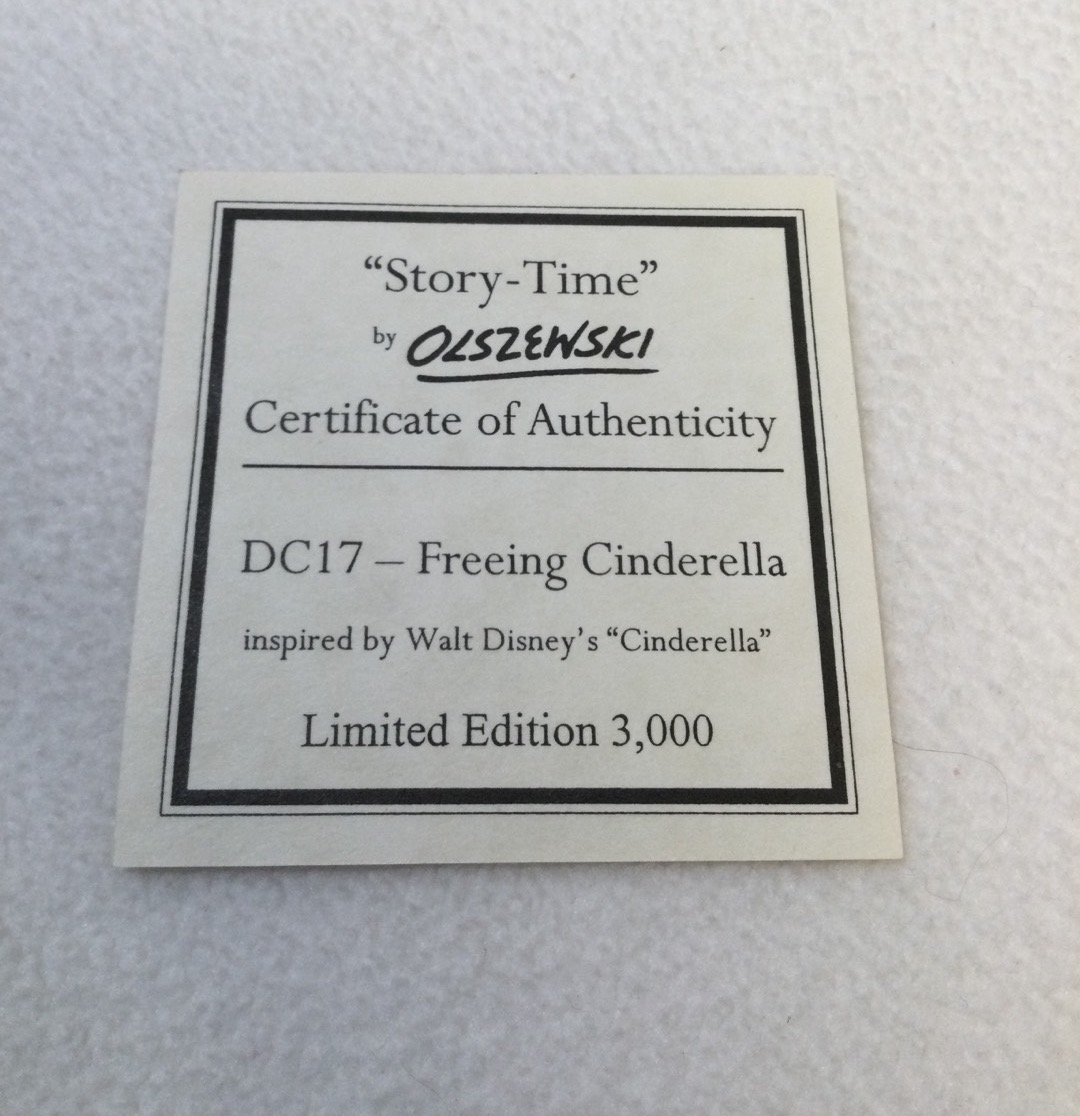 “Story-Time”
by OLSZEWSKI
Certificate of Authenticity
DC17 – Freeing Cinderella
inspired by Walt Disney’s “Cinderella”
Limited Edition 3,000